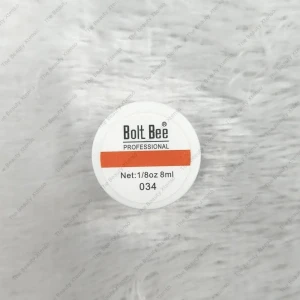 Bolt Bee®
PROFESSIONAL
Net:1/8oz 8ml
034